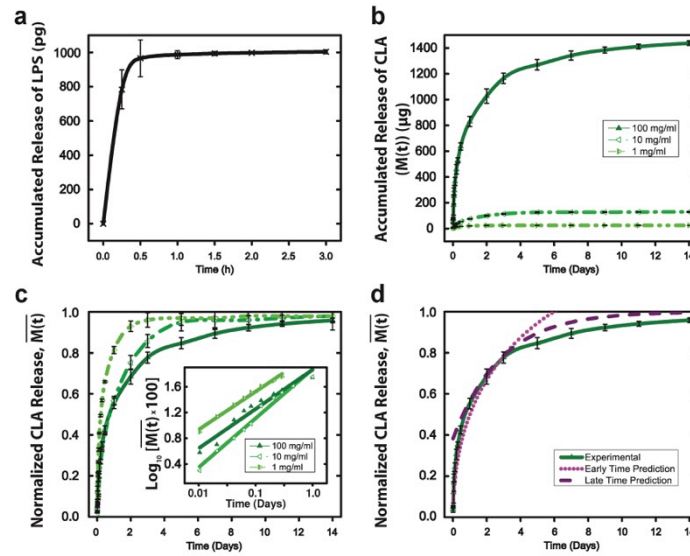 a
Accumulated Release of LPS (pg)
1000
800
600
400
200
0
0.0 0.5 1.0 1.5 2.0 2.5 3.0
Time (h)
b
Accumulated Release of CLA
(M(t)) (µg)
1400
1200
1000
800
600
400
200
0
100 mg/ml
10 mg/ml
1 mg/ml
0 2 4 6 8 10 12 14
Time (Days)
c
Normalized CLA Release, M(t)
1.0
0.8
0.6
0.4
0.2
0.0
0 2 4 6 8 10 12 14
Time (Days)
Log₁₀ [M(t) x 100]
1.6
1.2
0.8
0.4
100 mg/ml
10 mg/ml
1 mg/ml
0.01 0.1 1.0
Time (Days)
d
Normalized CLA Release, M(t)
1.0
0.8
0.6
0.4
0.2
0.0
Experimental
Early Time Prediction
Late Time Prediction
0 2 4 6 8 10 12 14
Time (Days)